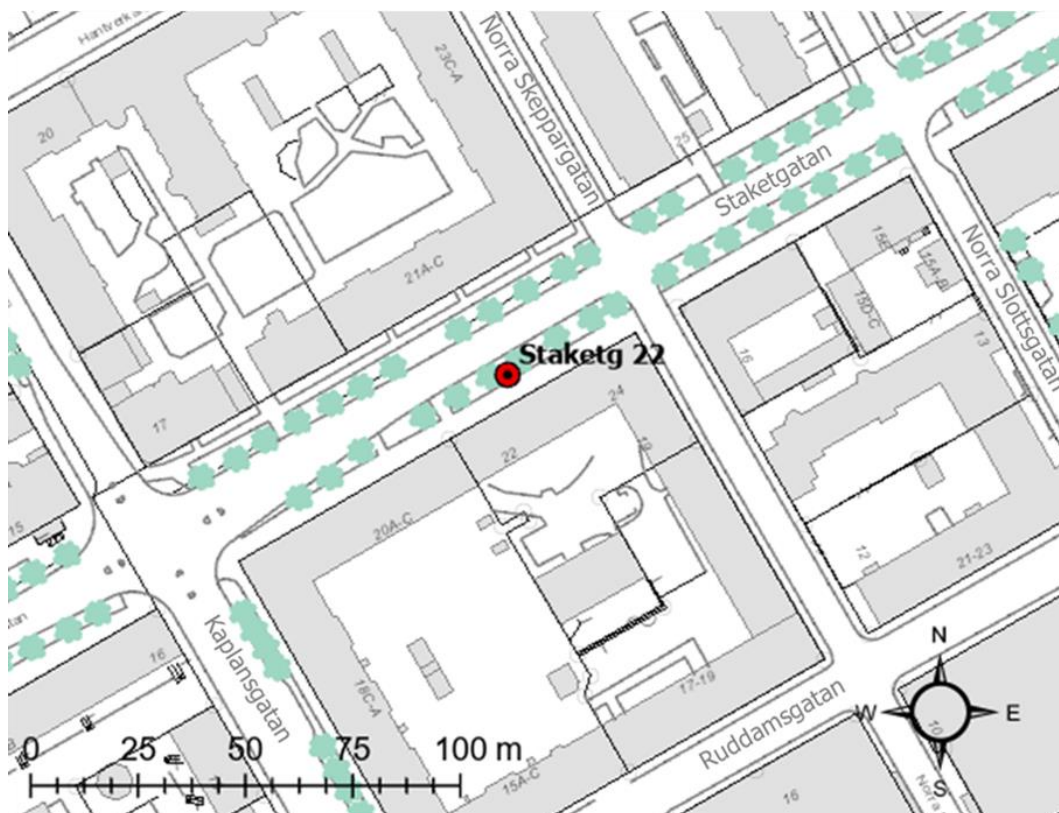 Norra Skeppargatan
23C-A
20
25
Staketgatan
21A-C
15A-B
15D-C
Norra Slottsgatan
Staketg 22
16
13
24
17
22
19
20A-C
15
12
21-23
Kaplansgatan
16
18C-A
17-19
Ruddamsgatan
N
W
E
S
10
0 25 50 75 100 m
15A-C
16